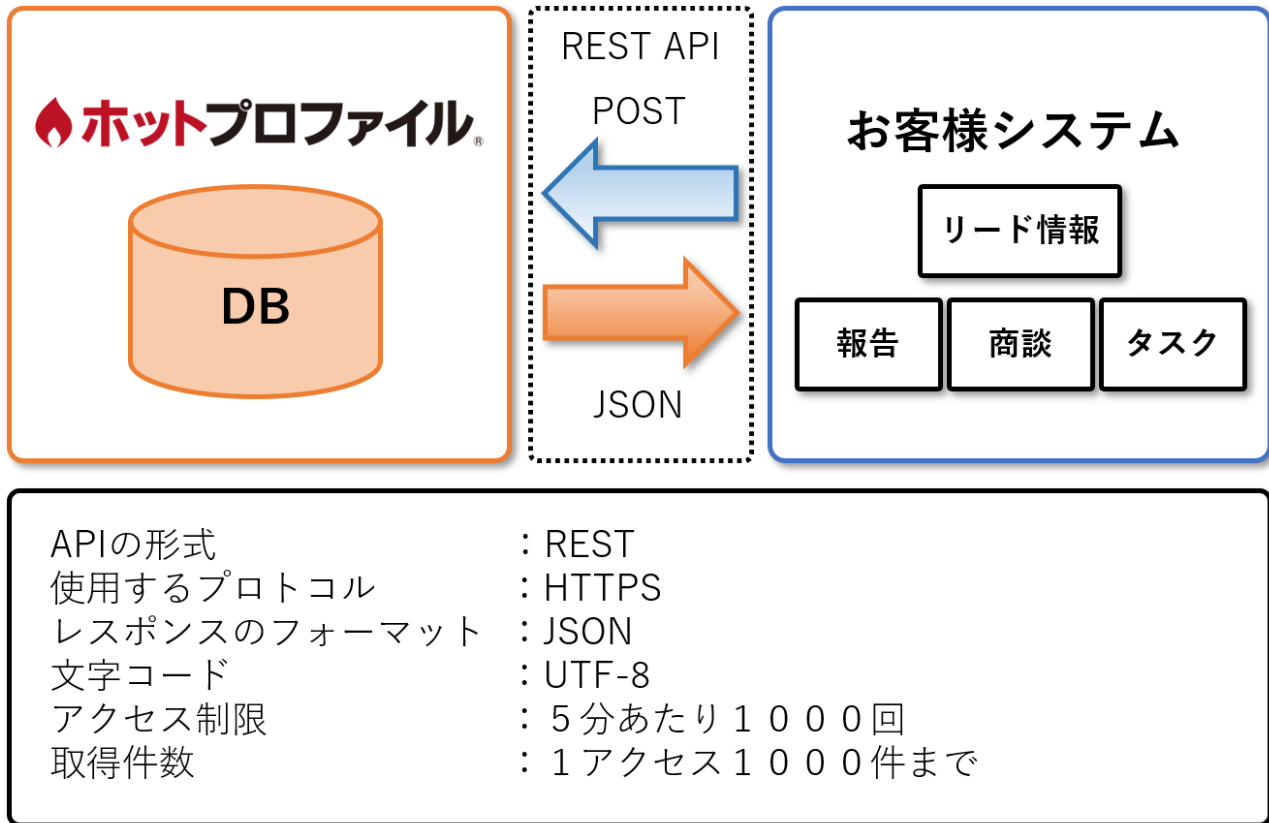 ホットプロファイル®
DB
REST API
POST
JSON
お客様システム
リード情報
報告
商談
タスク
APIの形式 ：REST
使用するプロトコル ：HTTPS
レスポンスのフォーマット ：JSON
文字コード ：UTF-8
アクセス制限 ：５分あたり１０００回
取得件数 ：１アクセス１０００件まで